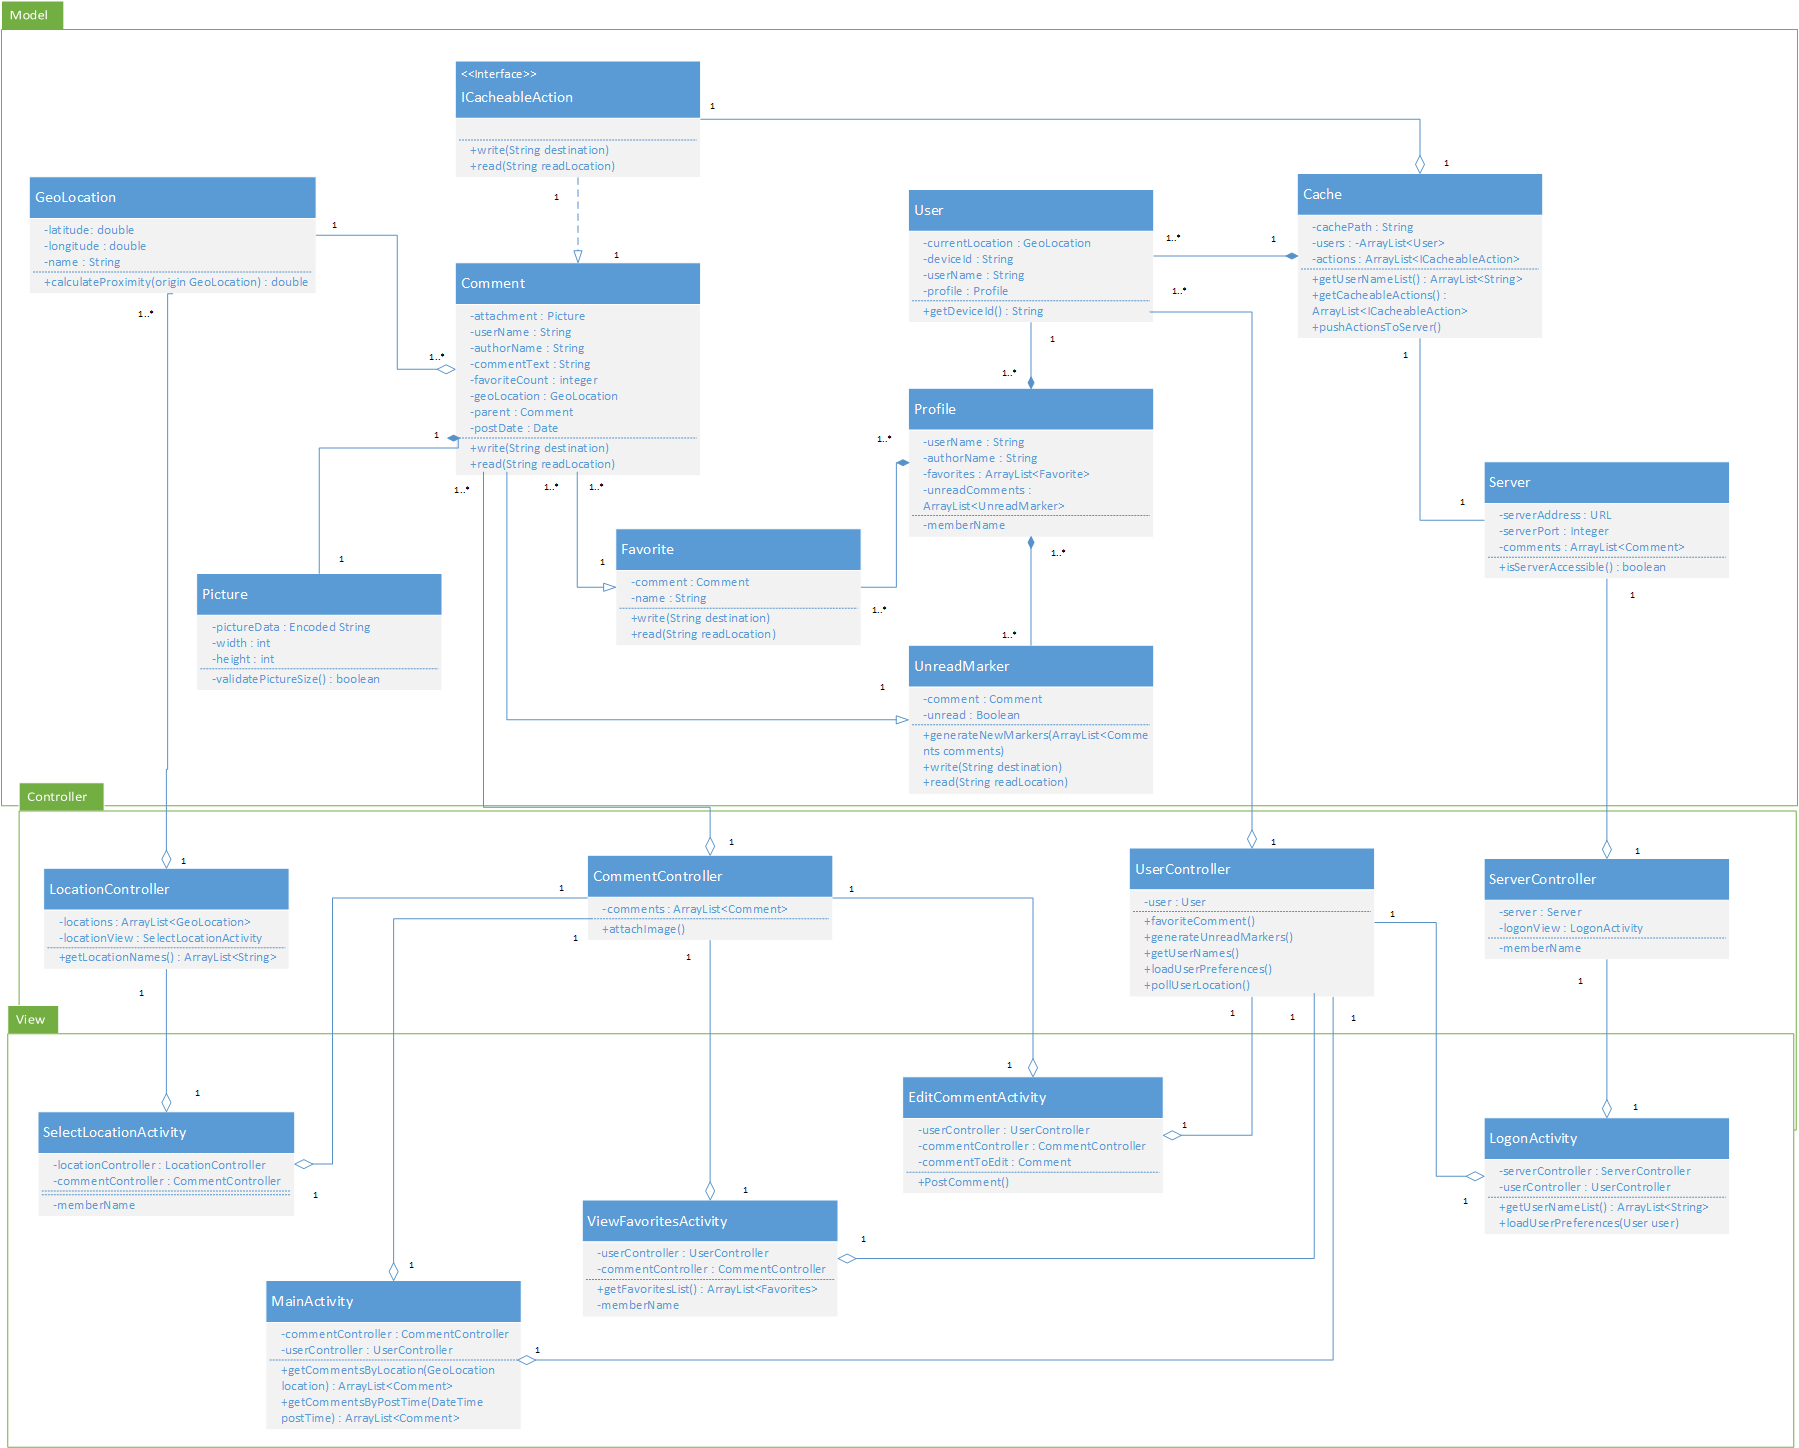 Model
<<Interface>>
ICacheableAction
+write(String destination)
+read(String readLocation)
1
1
1
1
GeoLocation
-latitude: double
-longitude : double
-name : String
+calculateProximity(origin GeoLocation) : double
1
1..*
1..*
Comment
-attachment : Picture
-userName : String
-authorName : String
-commentText : String
-favoriteCount : integer
-geoLocation : GeoLocation
-parent : Comment
-postDate : Date
+write(String destination)
+read(String readLocation)
1
1..*
1..*
1..*
User
-currentLocation : GeoLocation
-deviceId : String
-userName : String
-profile : Profile
+getDeviceId() : String
1..*
1
1..*
1
1..*
Cache
-cachePath : String
-users : -ArrayList<User>
-actions : ArrayList<ICacheableAction>
+getUserNameList() : ArrayList<String>
+getCacheableActions() :
ArrayList<ICacheableAction>
+pushActionsToServer()
1
1
Profile
-userName : String
-authorName : String
-favorites : ArrayList<Favorite>
-unreadComments :
ArrayList<UnreadMarker>
-memberName
1..*
1..*
1..*
Server
-serverAddress : URL
-serverPort : Integer
-comments : ArrayList<Comment>
+isServerAccessible() : boolean
1
Favorite
-comment : Comment
-name : String
+write(String destination)
+read(String readLocation)
1
1..*
Picture
-pictureData : Encoded String
-width : int
-height : int
-validatePictureSize() : boolean
1
UnreadMarker
-comment : Comment
-unread : Boolean
+generateNewMarkers(ArrayList<Comme
nts comments)
+write(String destination)
+read(String readLocation)
1
Controller
LocationController
-locations : ArrayList<GeoLocation>
-locationView : SelectLocationActivity
+getLocationNames() : ArrayList<String>
1
1
CommentController
-comments : ArrayList<Comment>
+attachImage()
1
1
1
1
1
UserController
-user : User
+favoriteComment()
+generateUnreadMarkers()
+getUserNames()
+loadUserPreferences()
+pollUserLocation()
1
1
1
1
1
ServerController
-server : Server
-logonView : LogonActivity
-memberName
1
1
View
SelectLocationActivity
-locationController : LocationController
-commentController : CommentController
-memberName
1
1
EditCommentActivity
-userController : UserController
-commentController : CommentController
-commentToEdit : Comment
+PostComment()
1
1
LogonActivity
-serverController : ServerController
-userController : UserController
+getUserNameList() : ArrayList<String>
+loadUserPreferences(User user)
1
1
ViewFavoritesActivity
-userController : UserController
-commentController : CommentController
+getFavoritesList() : ArrayList<Favorites>
-memberName
1
1
MainActivity
-commentController : CommentController
-userController : UserController
+getCommentsByLocation(GeoLocation
location) : ArrayList<Comment>
+getCommentsByPostTime(DateTime
postTime) : ArrayList<Comment>
1
1